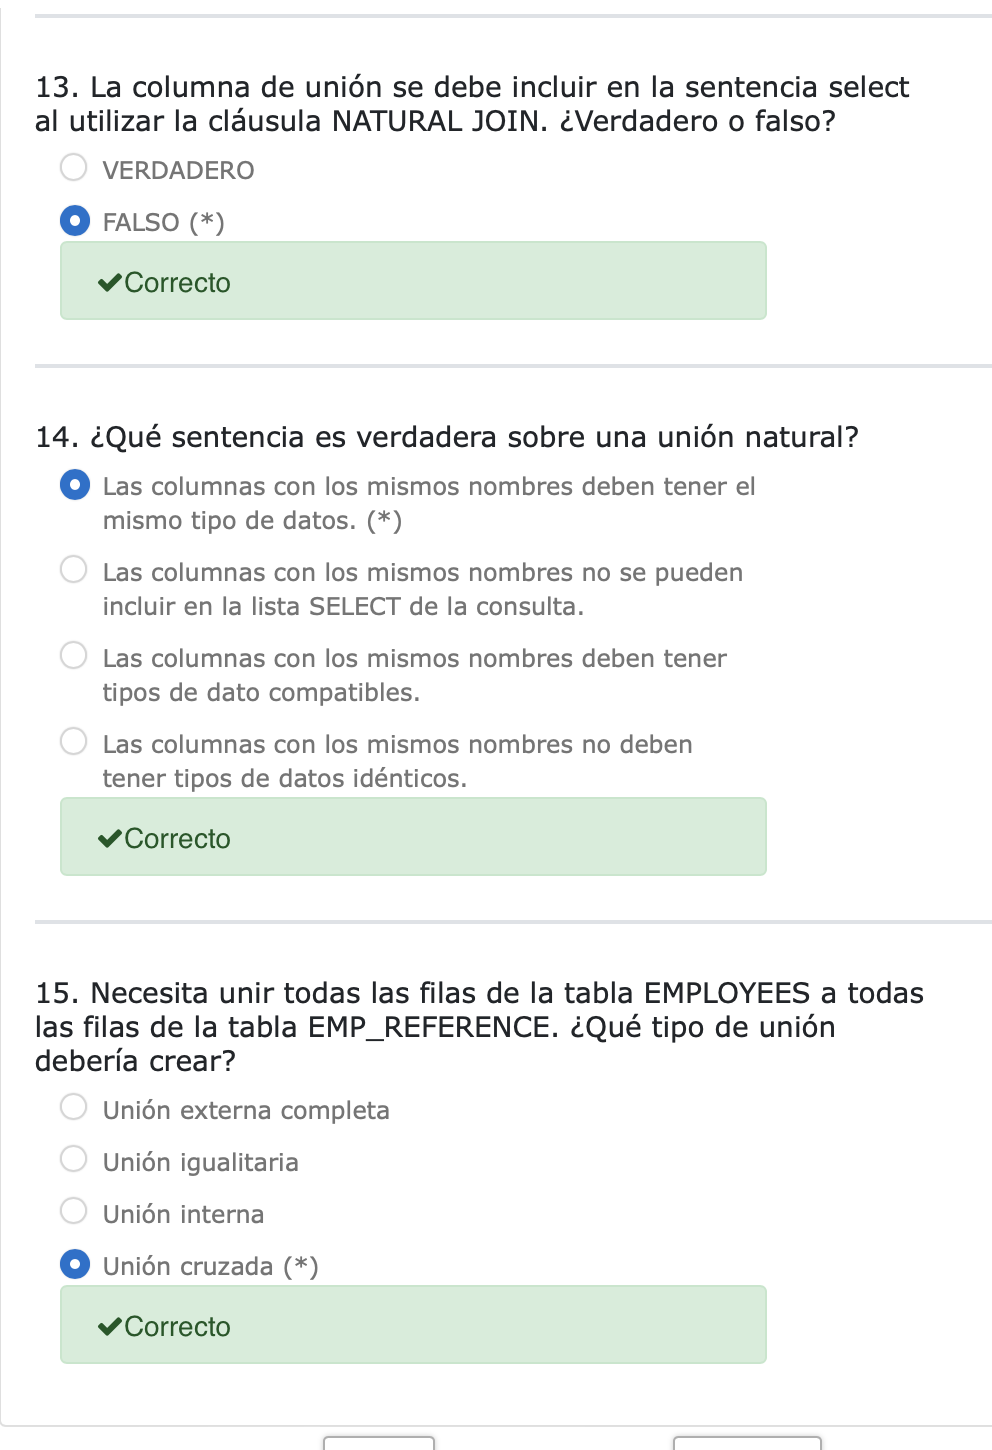 13. La columna de unión se debe incluir en la sentencia select
al utilizar la cláusula NATURAL JOIN. ¿Verdadero o falso?
VERDADERO
FALSO (*)
✔Correcto
14. ¿Qué sentencia es verdadera sobre una unión natural?
Las columnas con los mismos nombres deben tener el
mismo tipo de datos. (*)
Las columnas con los mismos nombres no se pueden
incluir en la lista SELECT de la consulta.
Las columnas con los mismos nombres deben tener
tipos de dato compatibles.
Las columnas con los mismos nombres no deben
tener tipos de datos idénticos.
✔Correcto
15. Necesita unir todas las filas de la tabla EMPLOYEES a todas
las filas de la tabla EMP_REFERENCE. ¿Qué tipo de unión
debería crear?
Unión externa completa
Unión igualitaria
Unión interna
Unión cruzada (*)
✔Correcto